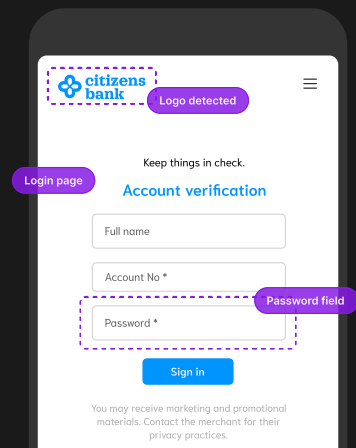 citizens
bank
Logo detected
Keep things in check.
Login page
Account verification
Full name
Account No *
Password field
Password *
Sign in
You may receive marketing and promotional
materials. Contact the merchant for their
privacy practices.